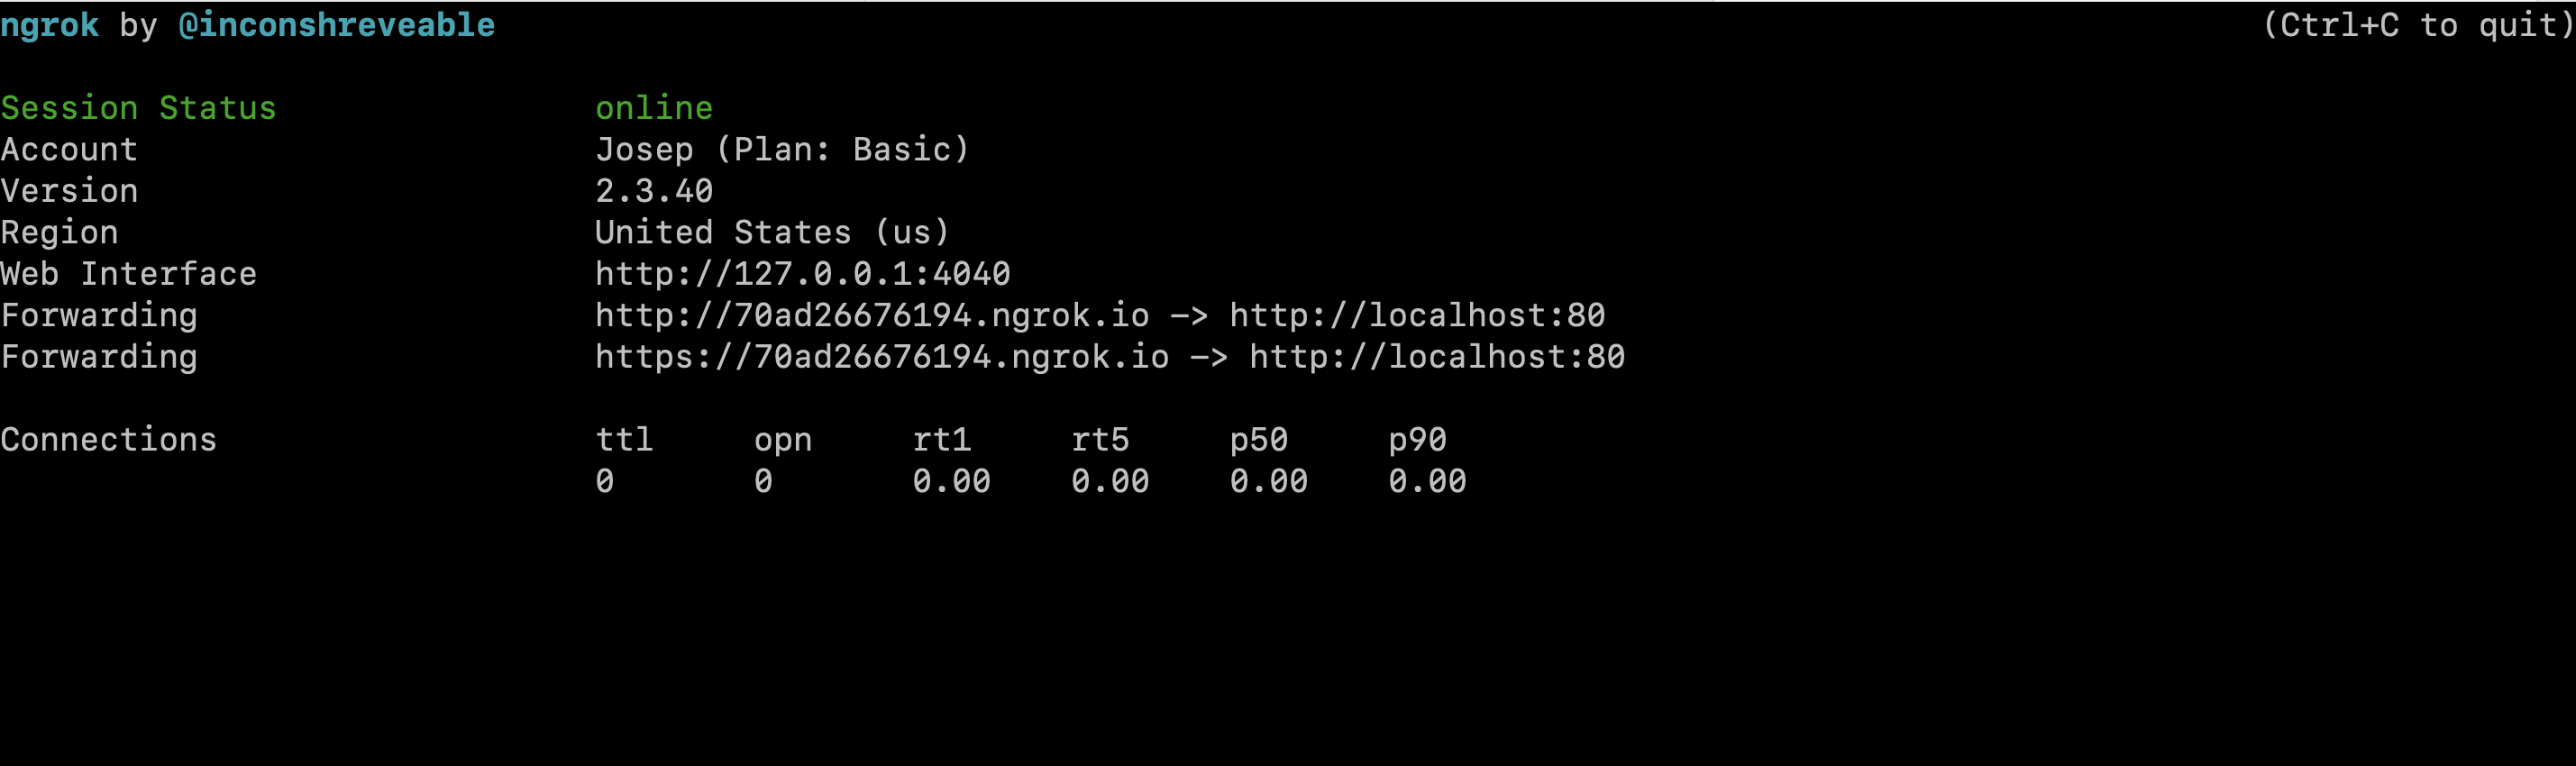 ngrok by @inconshreveable (Ctrl+C to quit)
Session Status online
Account Josep (Plan: Basic)
Version 2.3.40
Region United States (us)
Web Interface http://127.0.0.1:4040
Forwarding http://70ad26676194.ngrok.io -> http://localhost:80
Forwarding https://70ad26676194.ngrok.io -> http://localhost:80
Connections ttl opn rt1 rt5 p50 p90
0 0 0.00 0.00 0.00 0.00